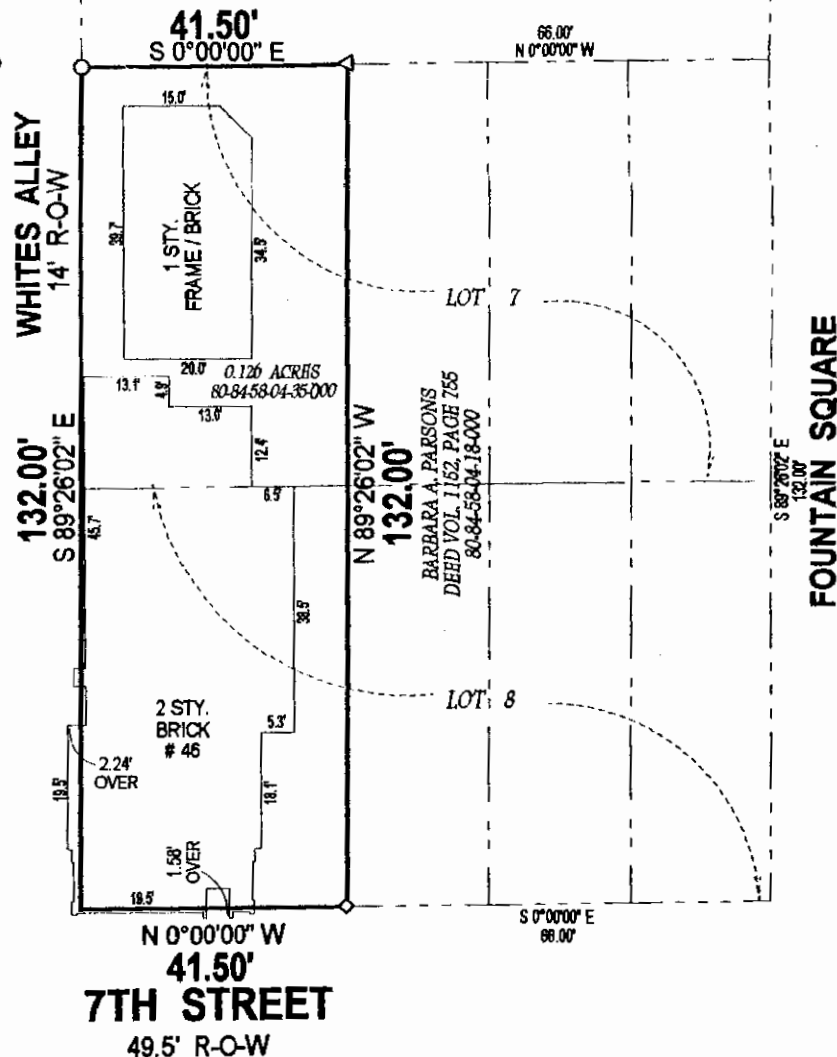 41.50'
S 0°00'00" E
66.00'
N 0°00'00" W
WHITES ALLEY
14' R-O-W
15.0'
39.7'
1 STY.
FRAME / BRICK
34.5'
LOT 7
20.0'
0.126 ACRES
80-84-58-04-35-000
13.1'
4.9'
13.0'
12.4'
6.5'
132.00'
S 89°26'02" E
N 89°26'02" W
132.00'
BARBARA A. PARSONS
DEED VOL. 1152, PAGE 755
80-84-58-04-18-000
S 89°26'02" E
132.00'
FOUNTAIN SQUARE
45.7'
38.5'
LOT 8
2 STY.
BRICK
# 46
5.3'
2.24'
OVER
19.5'
18.1'
1.58'
OVER
19.5'
N 0°00'00" W
41.50'
S 0°00'00" E
66.00'
7TH STREET
49.5' R-O-W